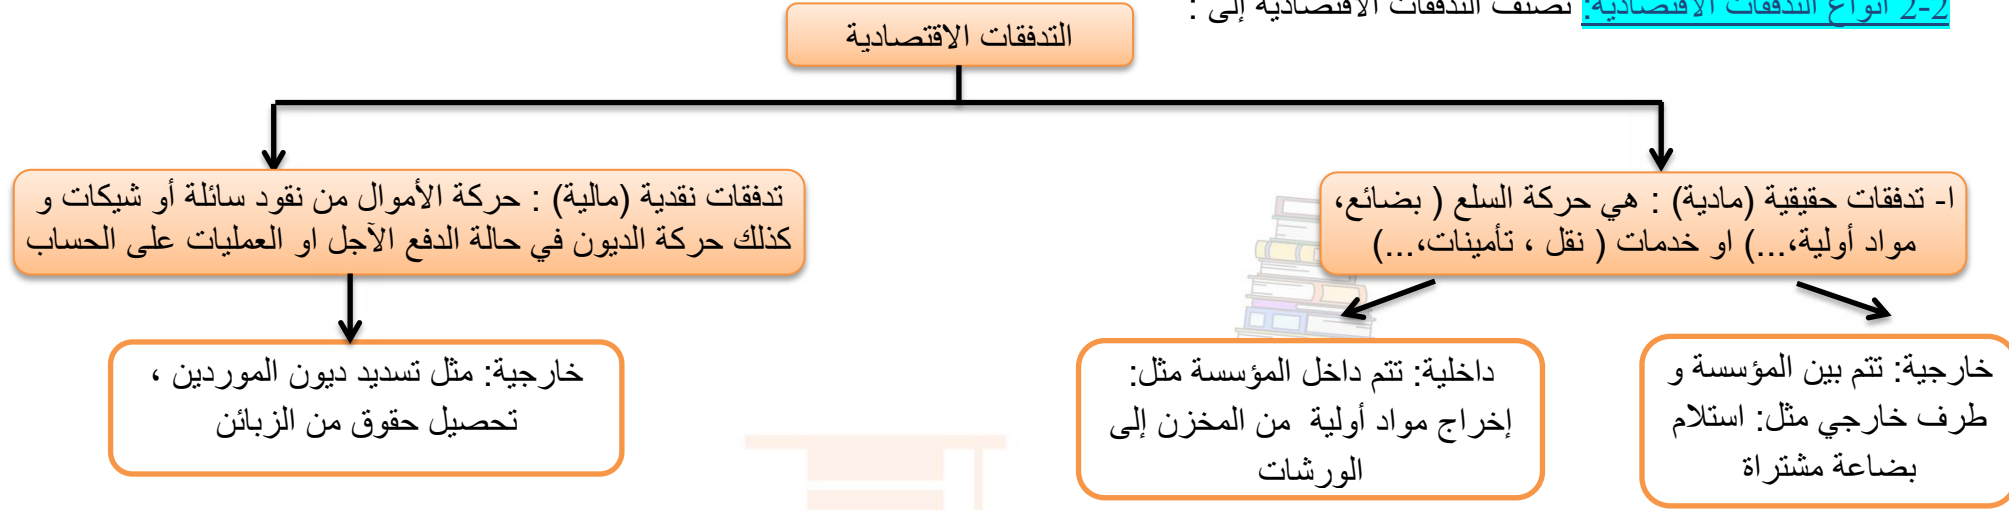 2-2 أنواع التدفقات الاقتصادية: تصنف التدفقات الاقتصادية إلى :
التدفقات الاقتصادية
ا- تدفقات حقيقية (مادية) : هي حركة السلع ( بضائع،
مواد أولية،...) او خدمات ( نقل ، تأمينات،...)
تدفقات نقدية (مالية) : حركة الأموال من نقود سائلة أو شيكات و
كذلك حركة الديون في حالة الدفع الآجل او العمليات على الحساب
خارجية: تتم بين المؤسسة و
طرف خارجي مثل: استلام
بضاعة مشتراة
داخلية: تتم داخل المؤسسة مثل:
إخراج مواد أولية من المخزن إلى
الورشات
خارجية: مثل تسديد ديون الموردين ،
تحصيل حقوق من الزبائن